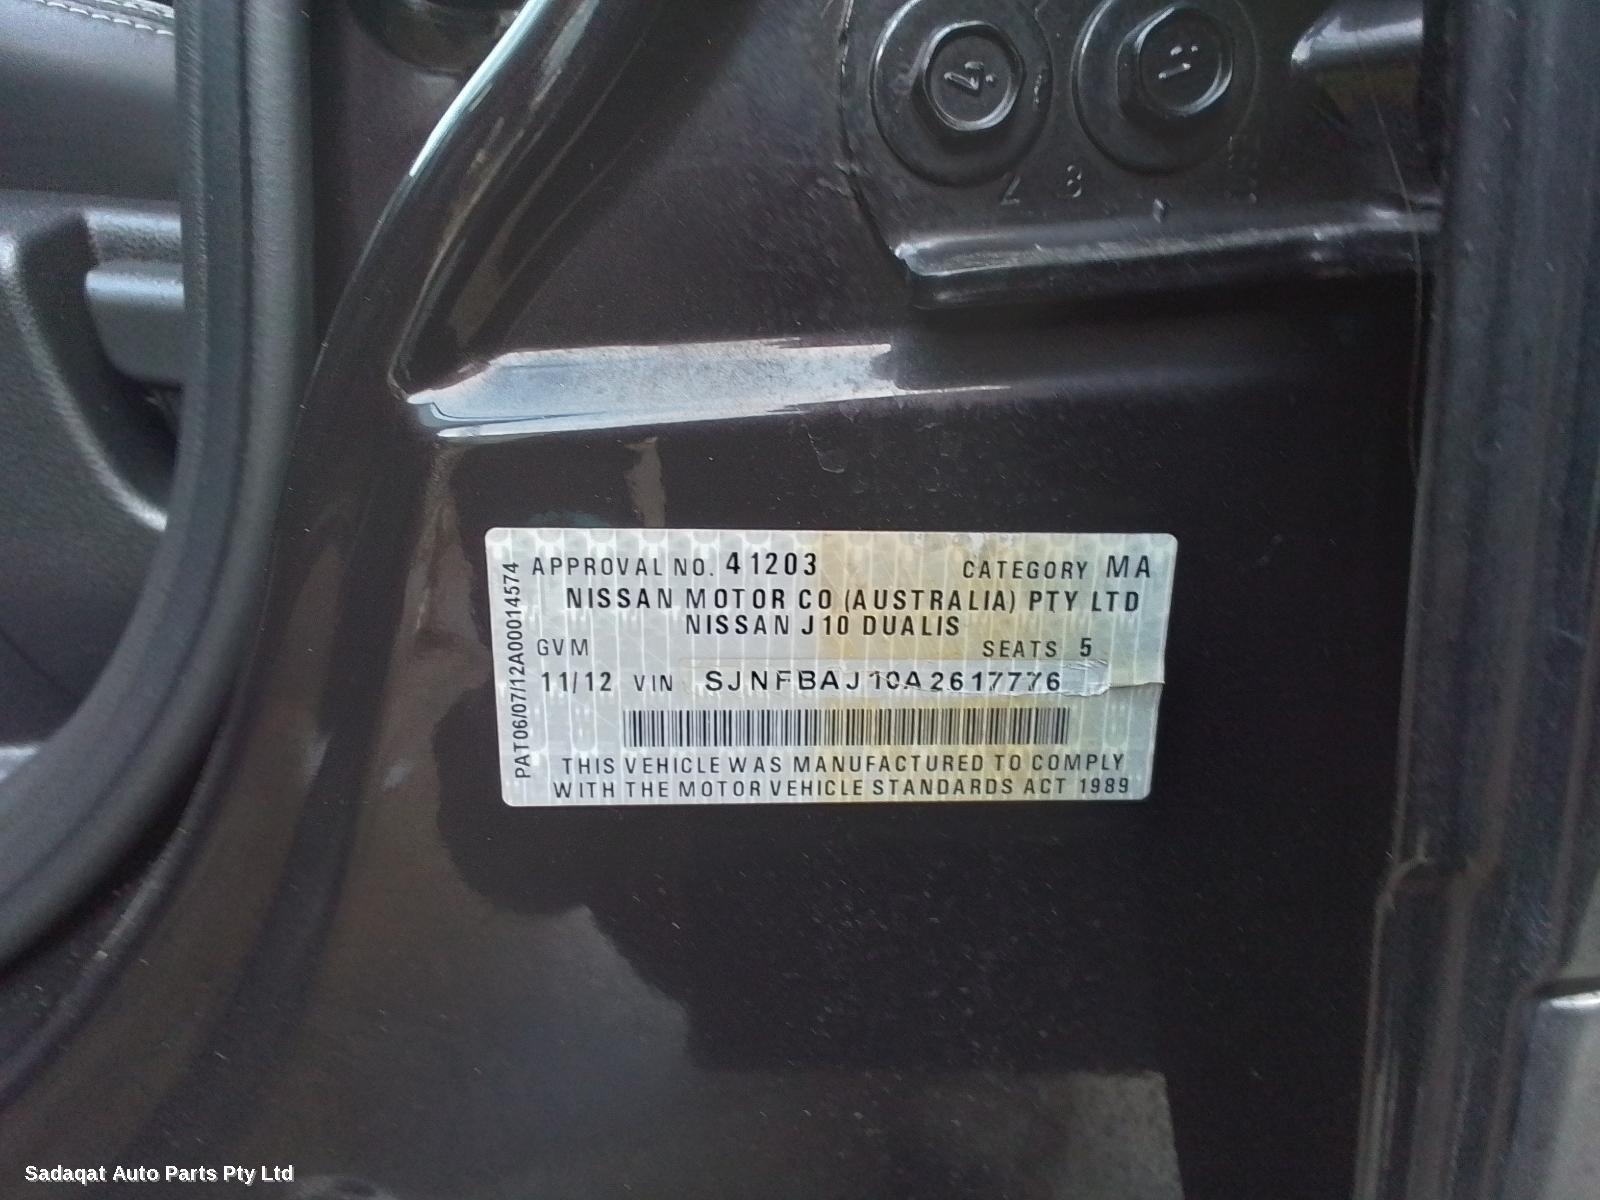 4
11
APPROVAL NO. 41203 CATEGORY MA
NISSAN MOTOR CO (AUSTRALIA) PTY LTD
NISSAN J10 DUALIS
GVM SEATS 5
11/12 VIN SJNFBAJ10A2617776
THIS VEHICLE WAS MANUFACTURED TO COMPLY
WITH THE MOTOR VEHICLE STANDARDS ACT 1989
PAT06/07/12A00014574
Sadaqat Auto Parts Pty Ltd